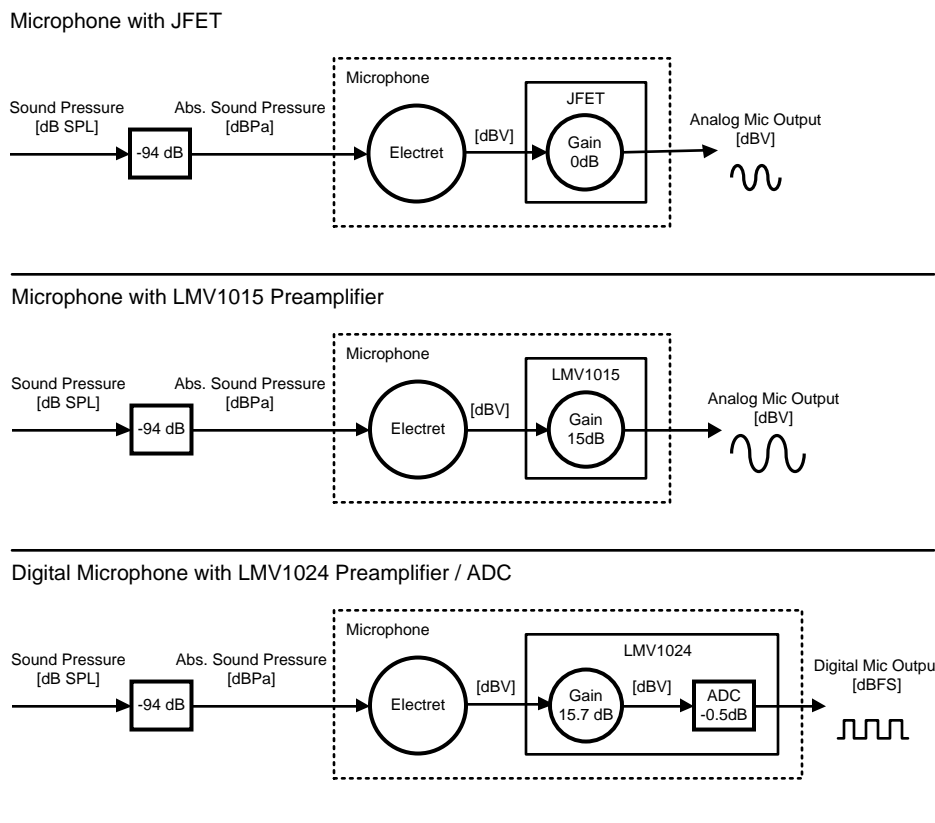 Microphone with JFET
Microphone
Sound Pressure
[dB SPL]
Abs. Sound Pressure
[dBPa]
-94 dB
Electret
[dBV]
JFET
Gain
0dB
Analog Mic Output
[dBV]
Microphone with LMV1015 Preamplifier
Microphone
Sound Pressure
[dB SPL]
Abs. Sound Pressure
[dBPa]
-94 dB
Electret
[dBV]
LMV1015
Gain
15dB
Analog Mic Output
[dBV]
Digital Microphone with LMV1024 Preamplifier / ADC
Microphone
Sound Pressure
[dB SPL]
Abs. Sound Pressure
[dBPa]
-94 dB
Electret
[dBV]
LMV1024
Gain
15.7 dB
[dBV]
ADC
-0.5dB
Digital Mic Outpu
[dBFS]